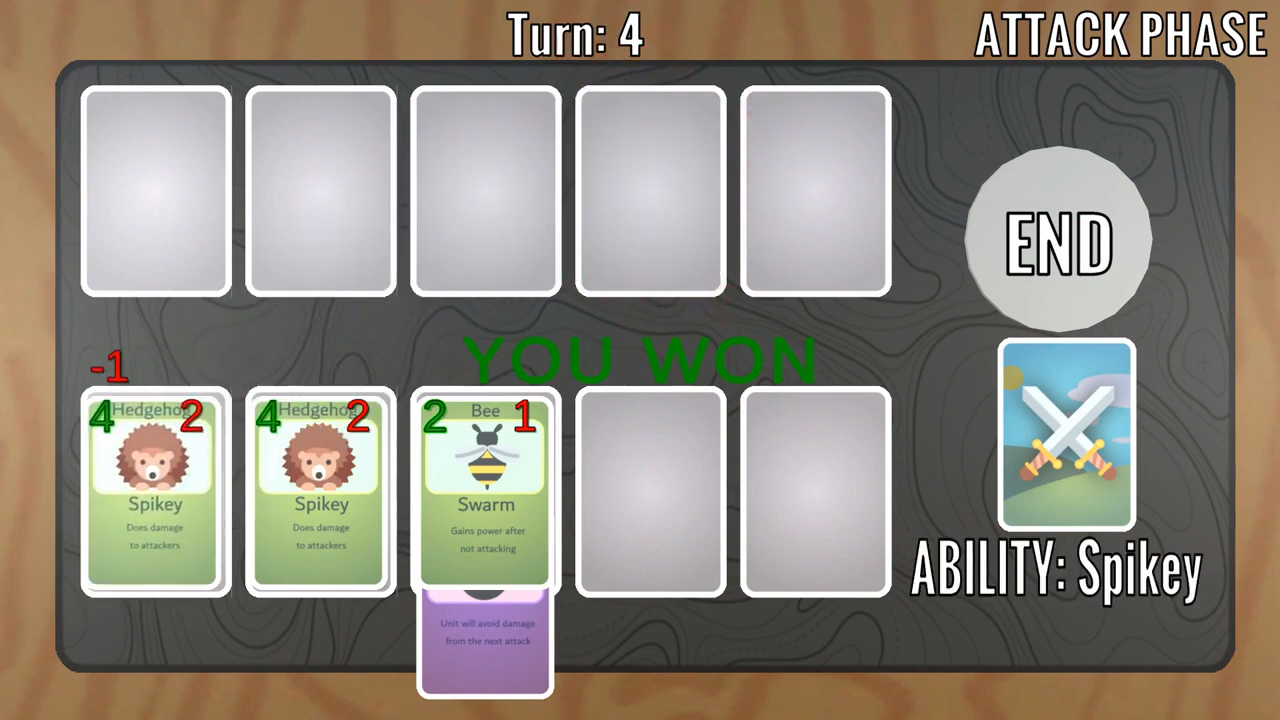 Turn: 4
ATTACK PHASE
END
YOU WON
-1
Hedgehog
4 2
Spikey
Does damage
to attackers
Hedgehog
4 2
Spikey
Does damage
to attackers
Bee
2 1
Swarm
Gains power after
not attacking
Unit will avoid damage
from the next attack
ABILITY: Spikey